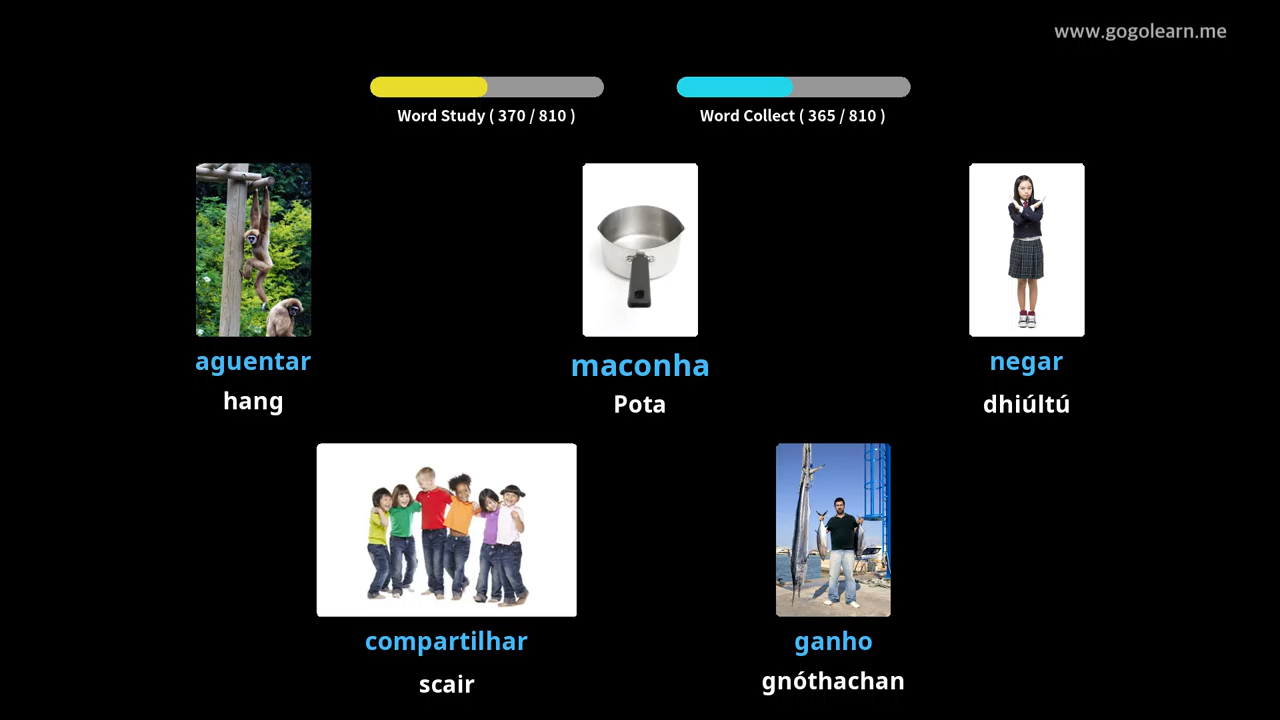 www.gogolearn.me
Word Study ( 370 / 810 )
Word Collect ( 365 / 810 )
aguentar
hang
maconha
Pota
negar
dhiúltú
compartilhar
scair
ganho
gnóthachan